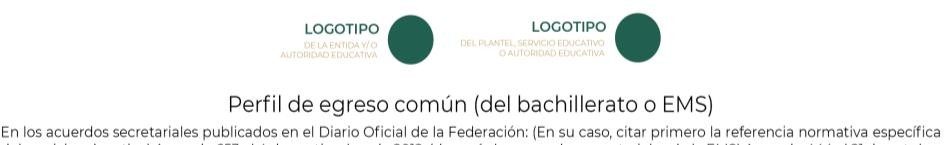 LOGOTIPO
DE LA ENTIDA Y/O
AUTORIDAD EDUCATIVA
LOGOTIPO
DEL PLANTEL, SERVICIO EDUCATIVO
O AUTORIDAD EDUCATIVA
Perfil de egreso común (del bachillerato o EMS)
En los acuerdos secretariales publicados en el Diario Oficial de la Federación: (En su caso, citar primero la referencia normativa específica